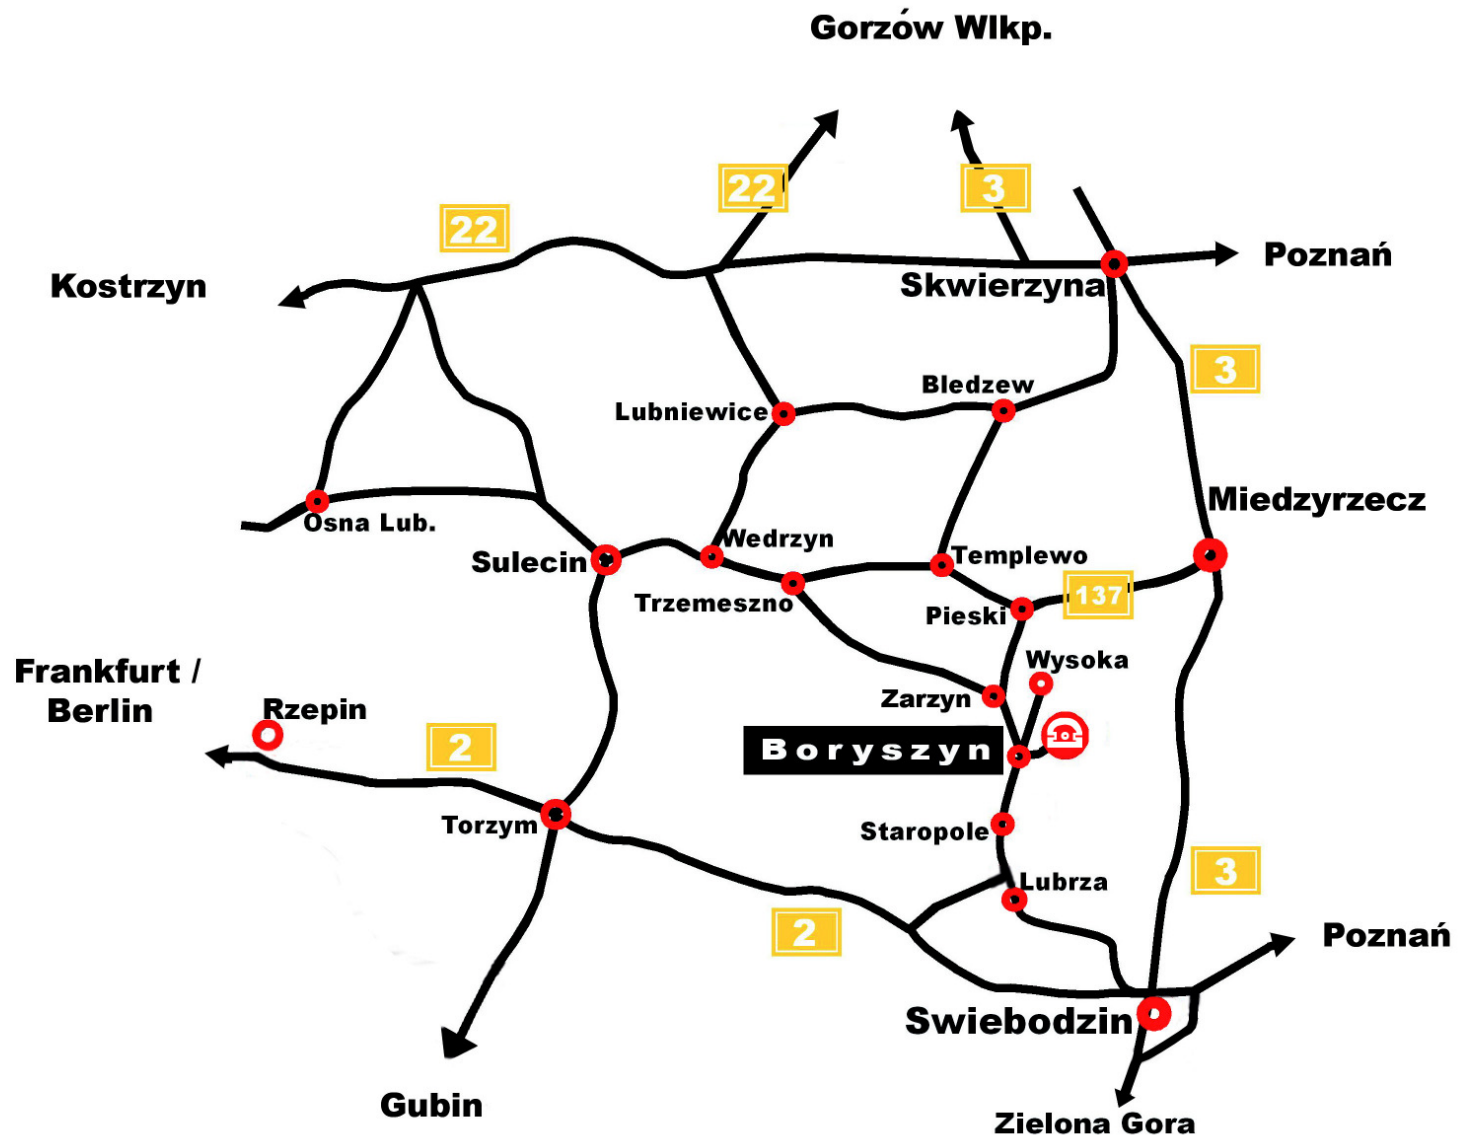 Gorzów Wlkp.
22
3
22
Poznań
Kostrzyn
Skwierzyna
3
Bledzew
Lubniewice
Miedzyrzecz
Osna Lub.
Wedrzyn
Sulecin
Templewo
137
Trzemeszno
Pieski
Wysoka
Frankfurt /
Berlin
Zarzyn
Rzepin
2
Boryszyn
Torzym
Staropole
3
Lubrza
2
Poznań
Swiebodzin
Gubin
Zielona Gora